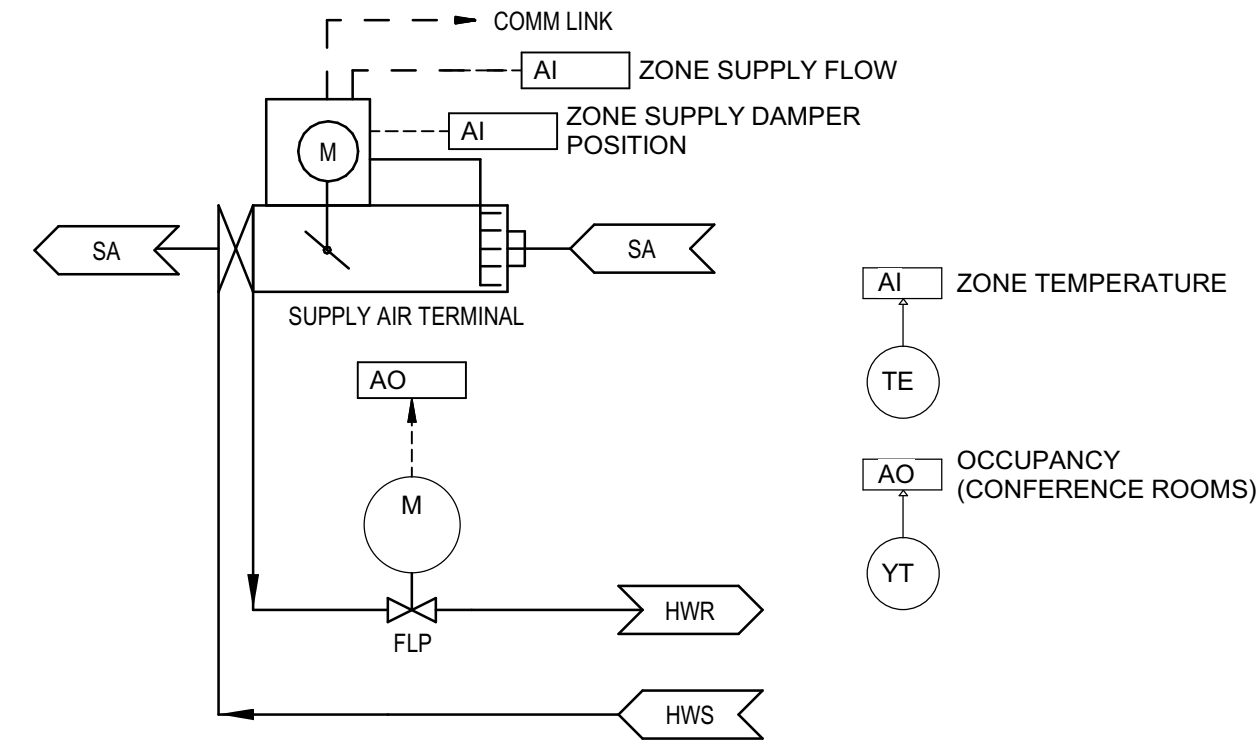 COMM LINK
AI
ZONE SUPPLY FLOW
AI
ZONE SUPPLY DAMPER
POSITION
M
SA
SA
SUPPLY AIR TERMINAL
AI
ZONE TEMPERATURE
TE
AO
M
AO
OCCUPANCY
(CONFERENCE ROOMS)
YT
HWR
FLP
HWS